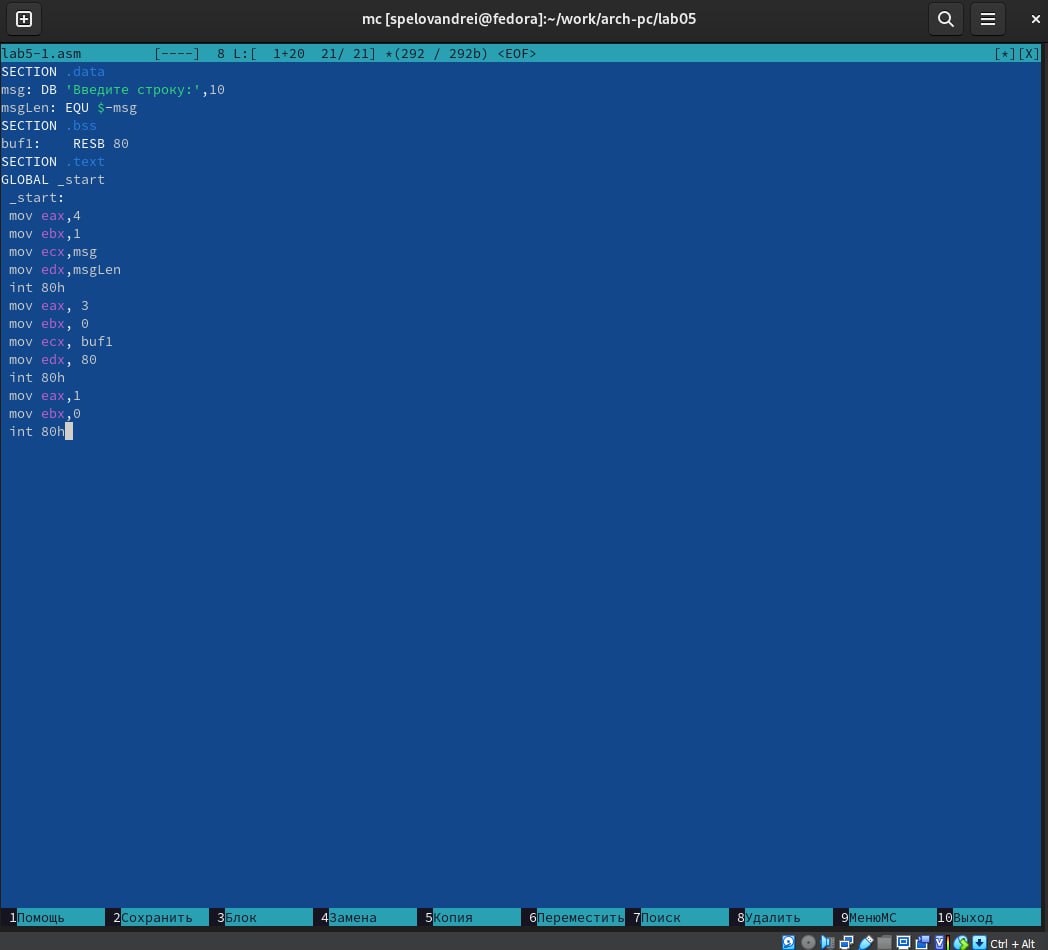 mc [spelovandrei@fedora]:~/work/arch-pc/lab05
lab5-1.asm [----] 8 L:[ 1+20 21/ 21] *(292 / 292b) <EOF> [*][X]
SECTION .data
msg: DB 'Введите строку:',10
msgLen: EQU $-msg
SECTION .bss
buf1: RESB 80
SECTION .text
GLOBAL _start
_start:
mov eax,4
mov ebx,1
mov ecx,msg
mov edx,msgLen
int 80h
mov eax, 3
mov ebx, 0
mov ecx, buf1
mov edx, 80
int 80h
mov eax,1
mov ebx,0
int 80h
1Помощь 2Сохранить 3Блок 4Замена 5Копия 6Переместить 7Поиск 8Удалить 9МенюMC 10Выход
Ctrl + Alt